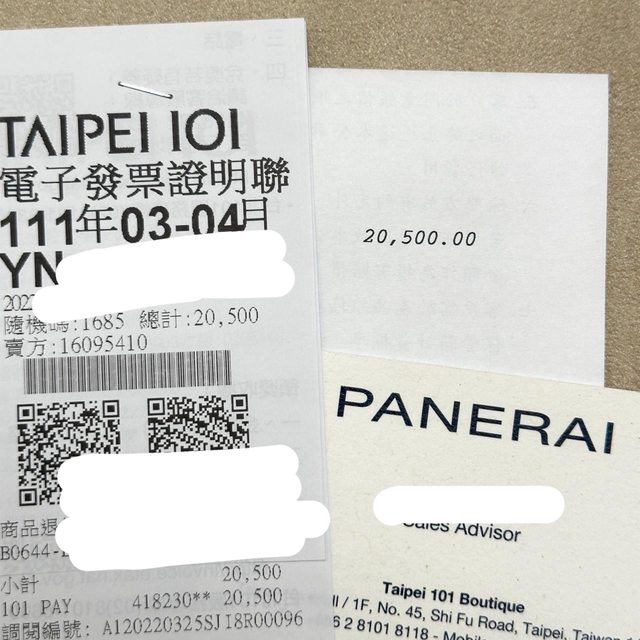 TAIPEI 101
電子發票證明聯
111年03-04月
YN
202
隨機碼:1685 總計:20,500
賣方:16095410
商品退
B0644-
小計 20,500
101 PAY 418230** 20,500
調閱編號: A120220325SJI8R00096
20,500.00
PANERAI
Sales Advisor
Taipei 101 Boutique
/ 1F, No. 45, Shi Fu Road, Taipei, Taiwan
2 8101 8118 - Mobile